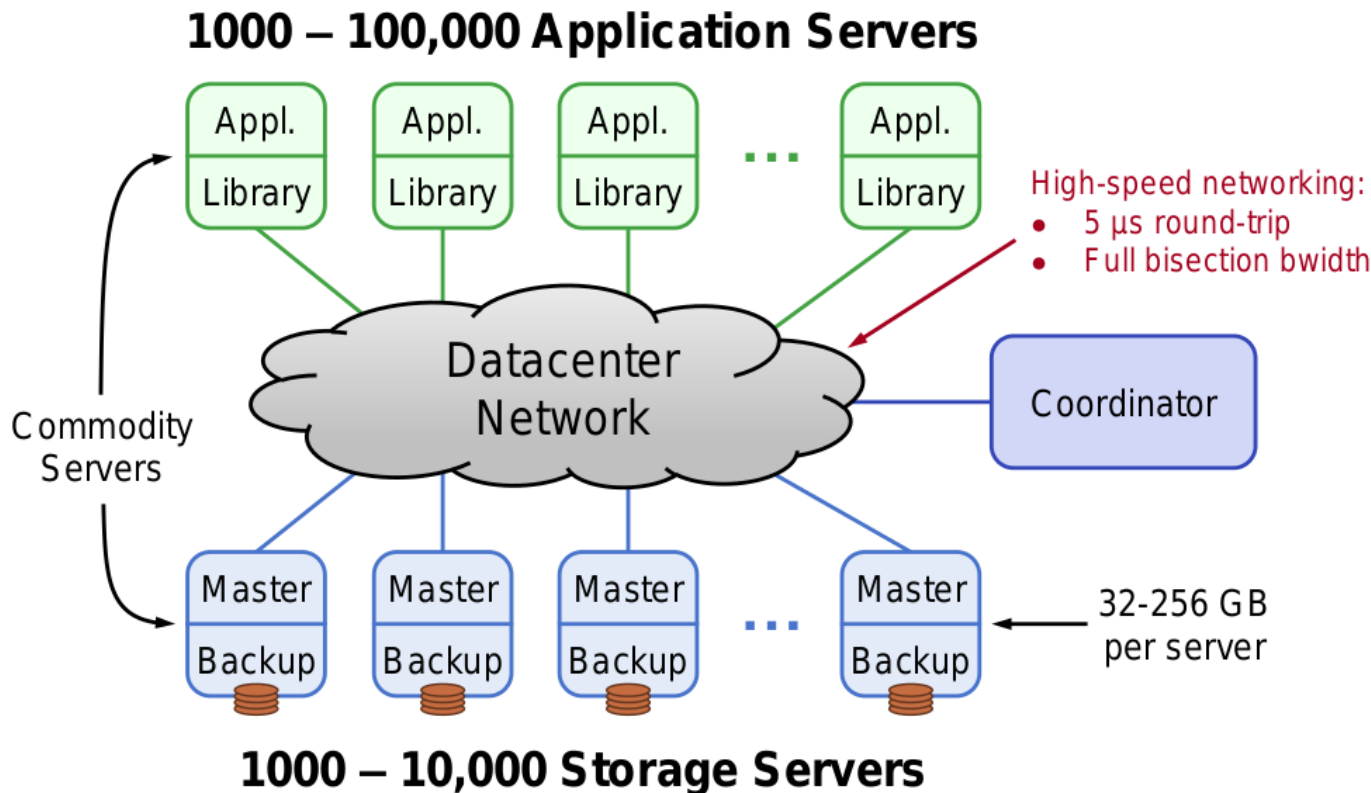 1000 – 100,000 Application Servers
Appl.
Library
Appl.
Library
Appl.
Library
...
Appl.
Library
High-speed networking:
• 5 µs round-trip
• Full bisection bwidth
Datacenter
Network
Coordinator
Commodity
Servers
Master
Backup
Master
Backup
Master
Backup
...
Master
Backup
32-256 GB
per server
1000 – 10,000 Storage Servers